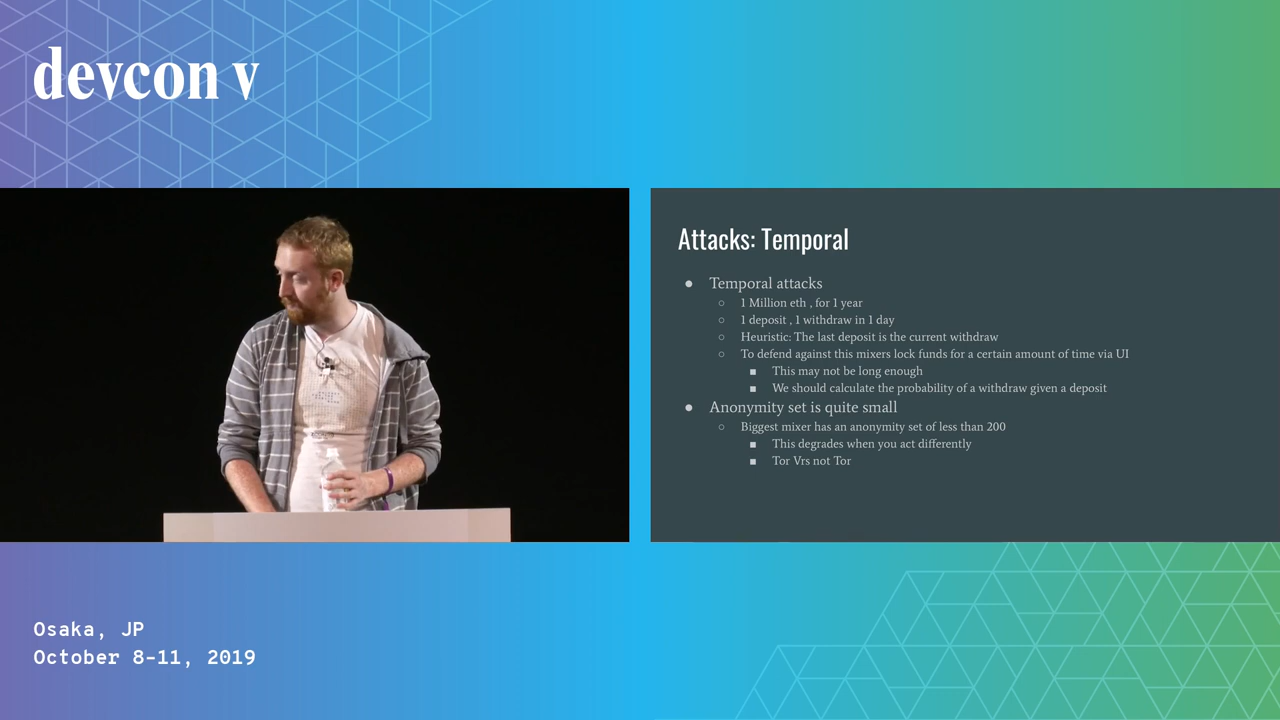 devcon v
Attacks: Temporal
● Temporal attacks
○ 1 Million eth , for 1 year
○ 1 deposit , 1 withdraw in 1 day
○ Heuristic: The last deposit is the current withdraw
○ To defend against this mixers lock funds for a certain amount of time via UI
■ This may not be long enough
■ We should calculate the probability of a withdraw given a deposit
● Anonymity set is quite small
○ Biggest mixer has an anonymity set of less than 200
■ This degrades when you act differently
■ Tor Vrs not Tor
Osaka, JP
October 8-11, 2019